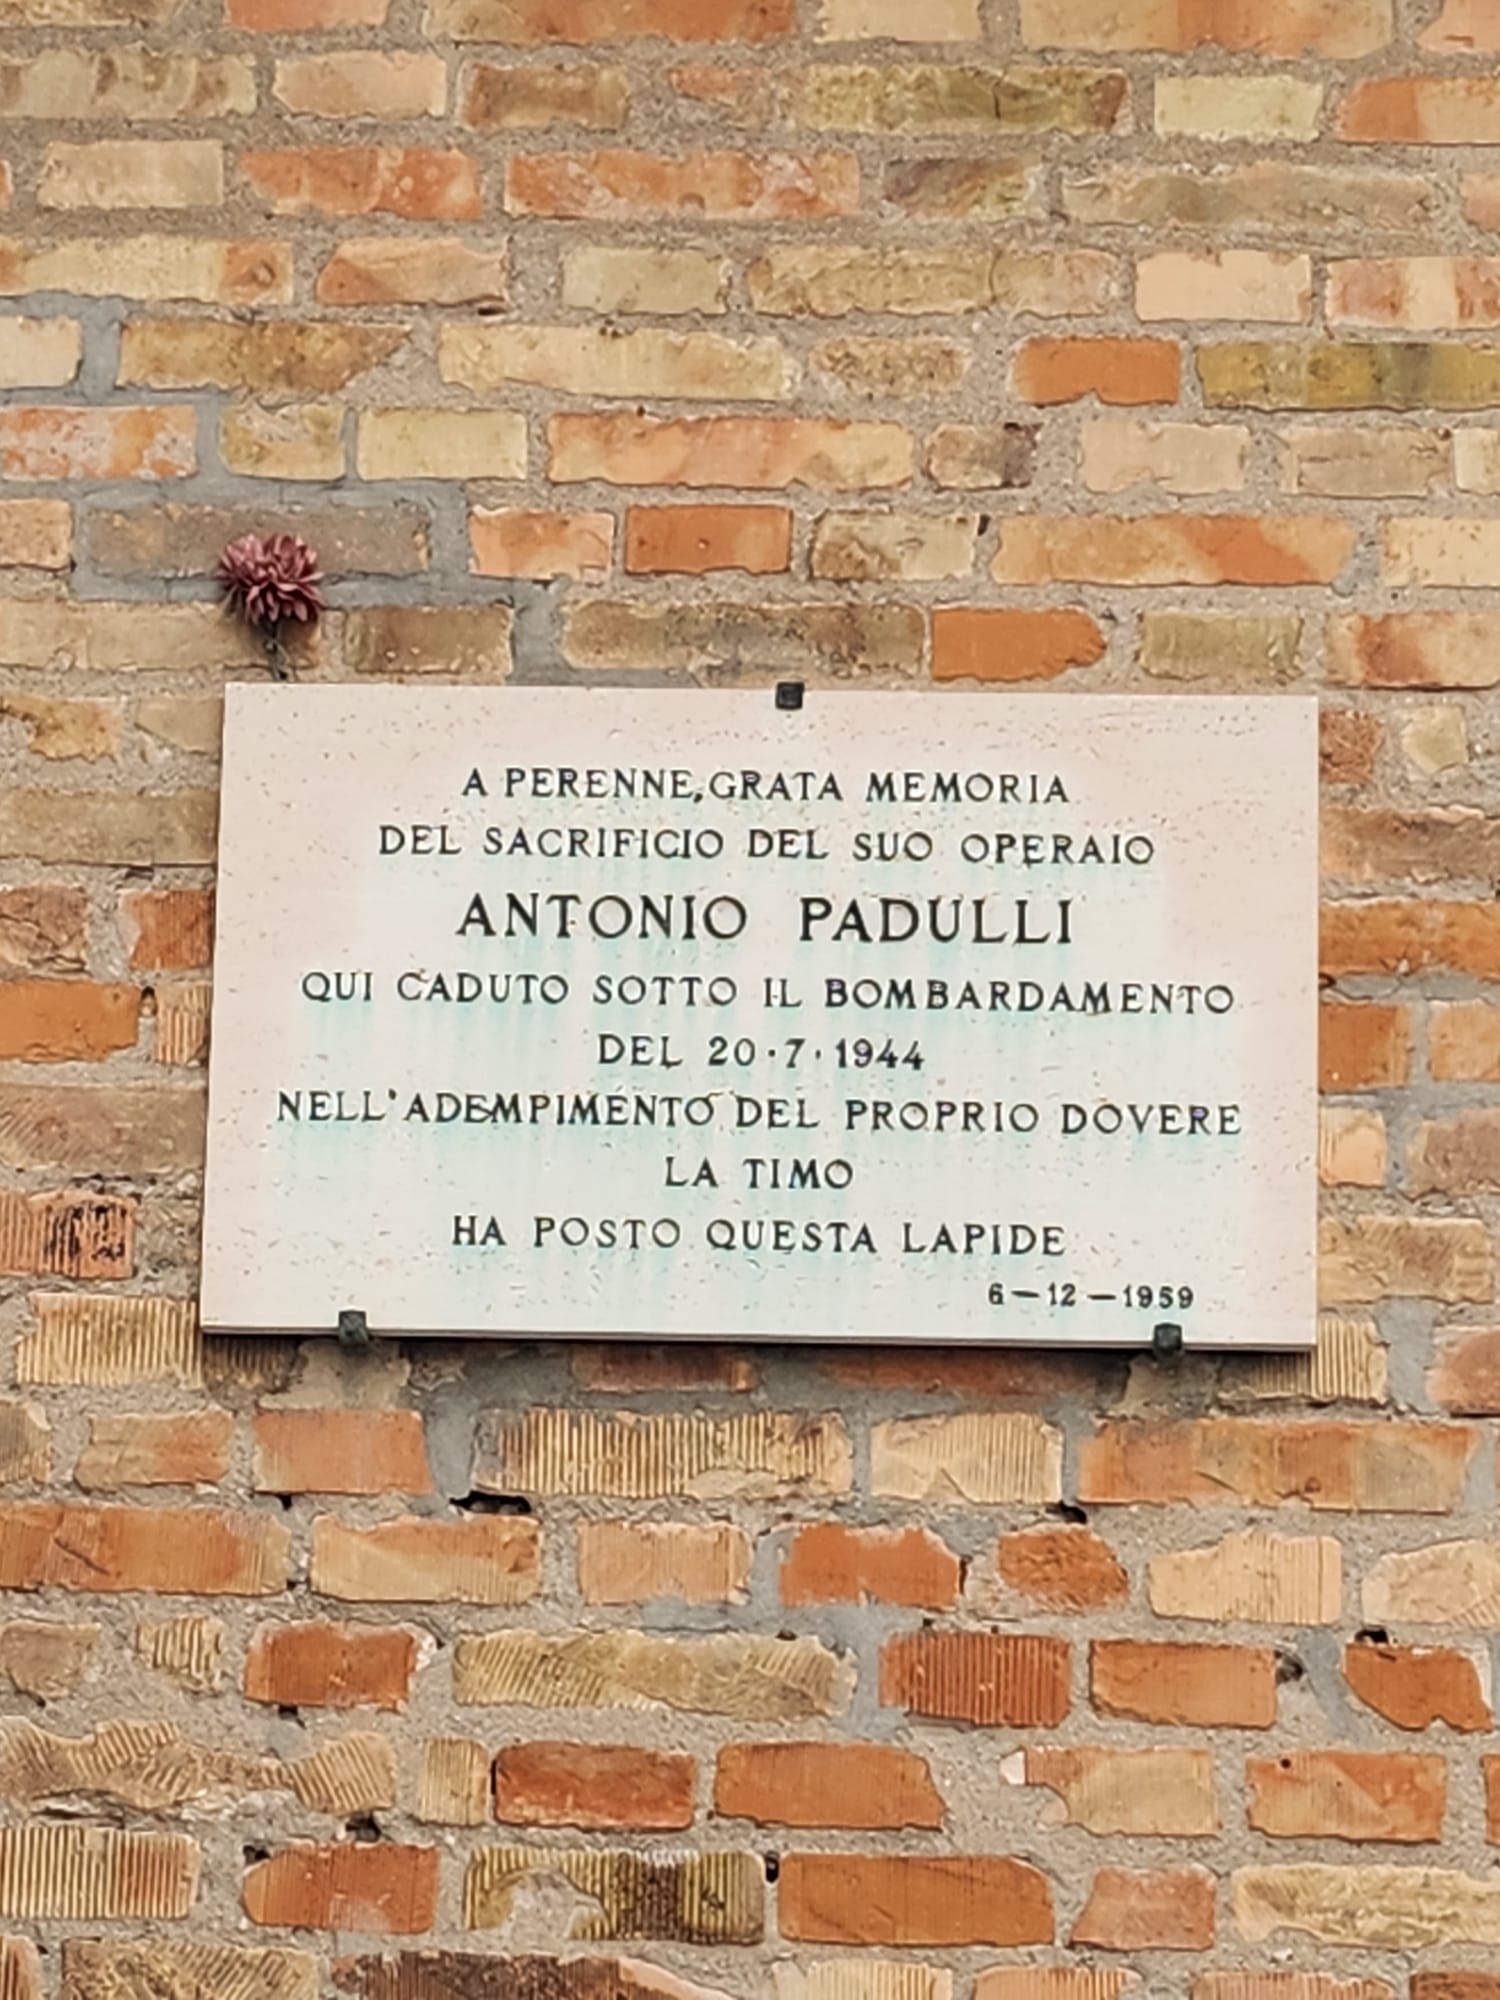 A PERENNE, GRATA MEMORIA
DEL SACRIFICIO DEL SUO OPERAIO
ANTONIO PADULLI
QUI CADUTO SOTTO IL BOMBARDAMENTO
DEL 20·7·1944
NELL'ADEMPIMENTO DEL PROPRIO DOVERE
LA TIMO
HA POSTO QUESTA LAPIDE
6-12-1959